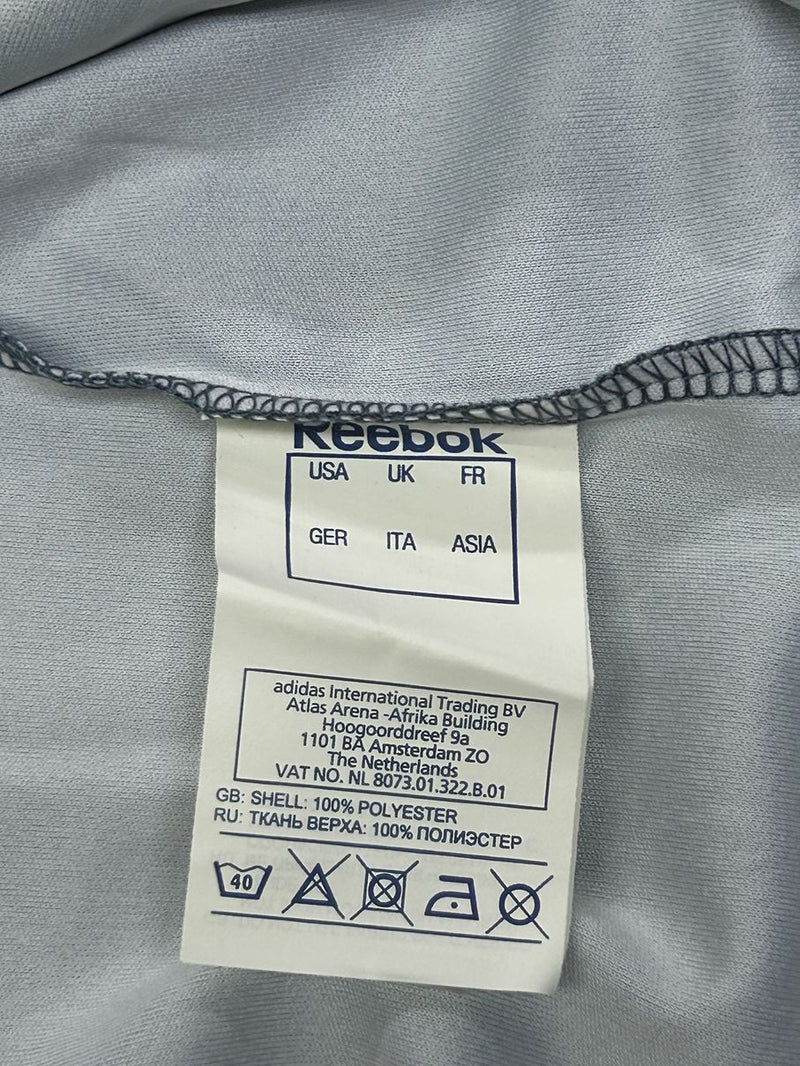 Reebok
USA UK FR
GER ITA ASIA
adidas International Trading BV
Atlas Arena -Afrika Building
Hoogoorddreef 9a
1101 BA Amsterdam ZO
The Netherlands
VAT NO. NL 8073.01.322.B.01
GB: SHELL: 100% POLYESTER
RU: ТКАНЬ ВЕРХА: 100% ПОЛИЭСТЕР
40